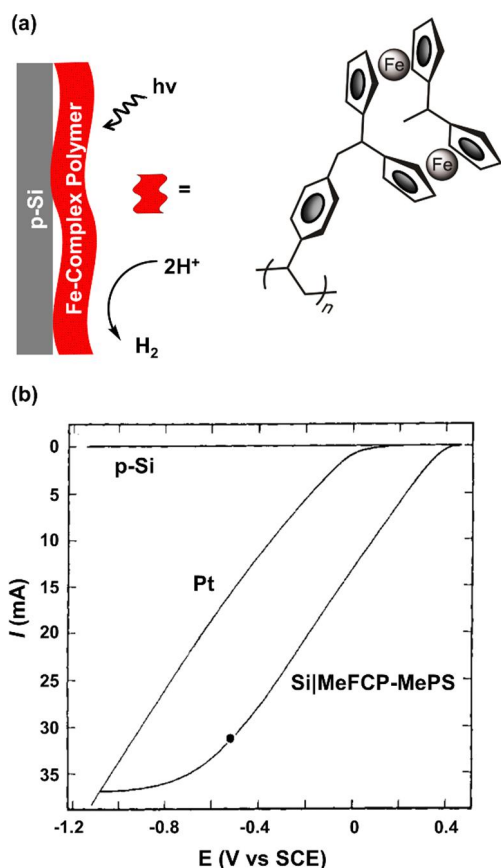 (a)
hν
Fe
p-Si
Fe-Complex Polymer
=
Fe
2H⁺
H₂
n
(b)
0
5
10
15
20
25
30
35
I (mA)
p-Si
Pt
Si|MeFCP-MePS
-1.2 -0.8 -0.4 0 0.4
E (V vs SCE)